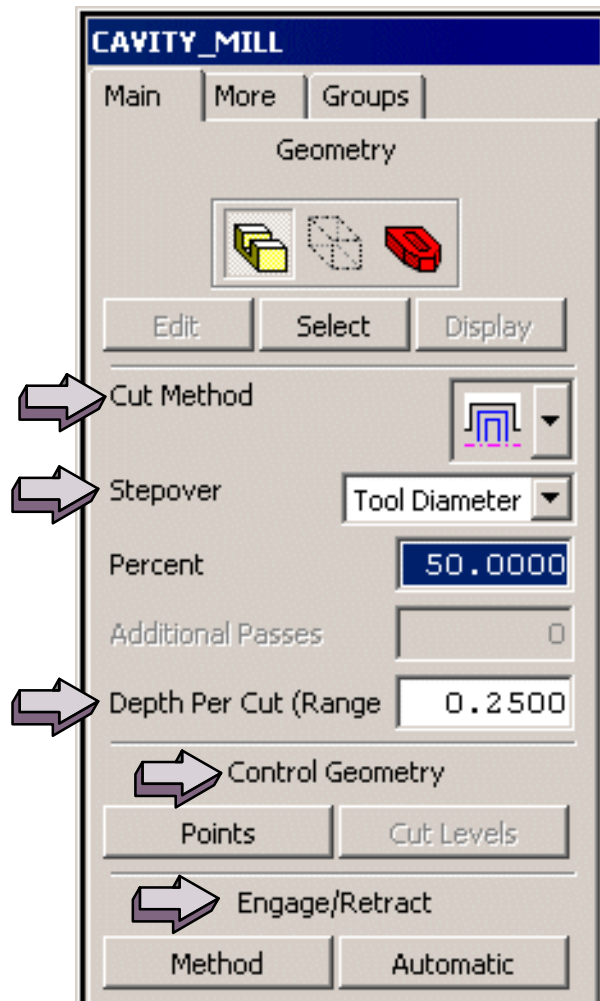 CAVITY_MILL
Main More Groups
Geometry
Edit Select Display
Cut Method
Stepover Tool Diameter
Percent 50.0000
Additional Passes 0
Depth Per Cut (Range 0.2500
Control Geometry
Points Cut Levels
Engage/Retract
Method Automatic